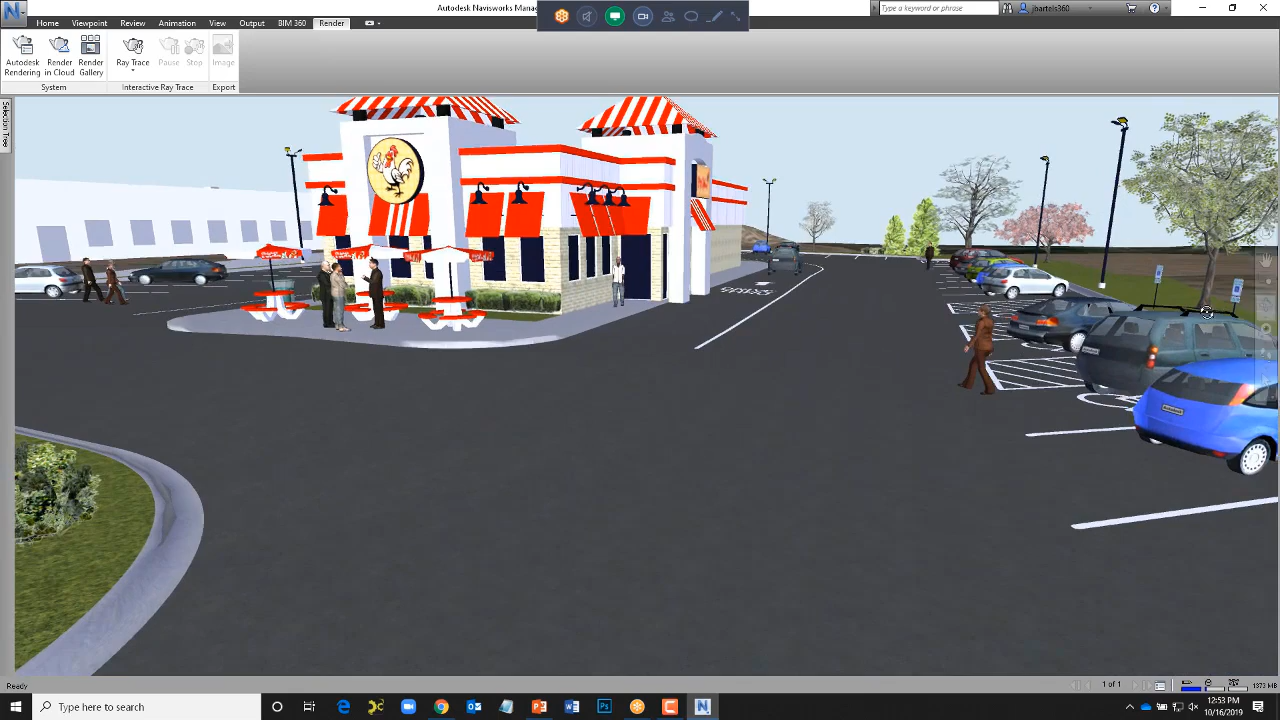 Autodesk Navisworks Mana
Type a keyword or phrase
jbartels360
Home Viewpoint Review Animation View Output BIM 360 Render
Autodesk Rendering
Render in Cloud
Render Gallery
Ray Trace
Pause
Stop
Image
System
Interactive Ray Trace
Export
Selection Tree
Ready
1 of 1
1373 MB
Type here to search
12:53 PM
10/16/2019